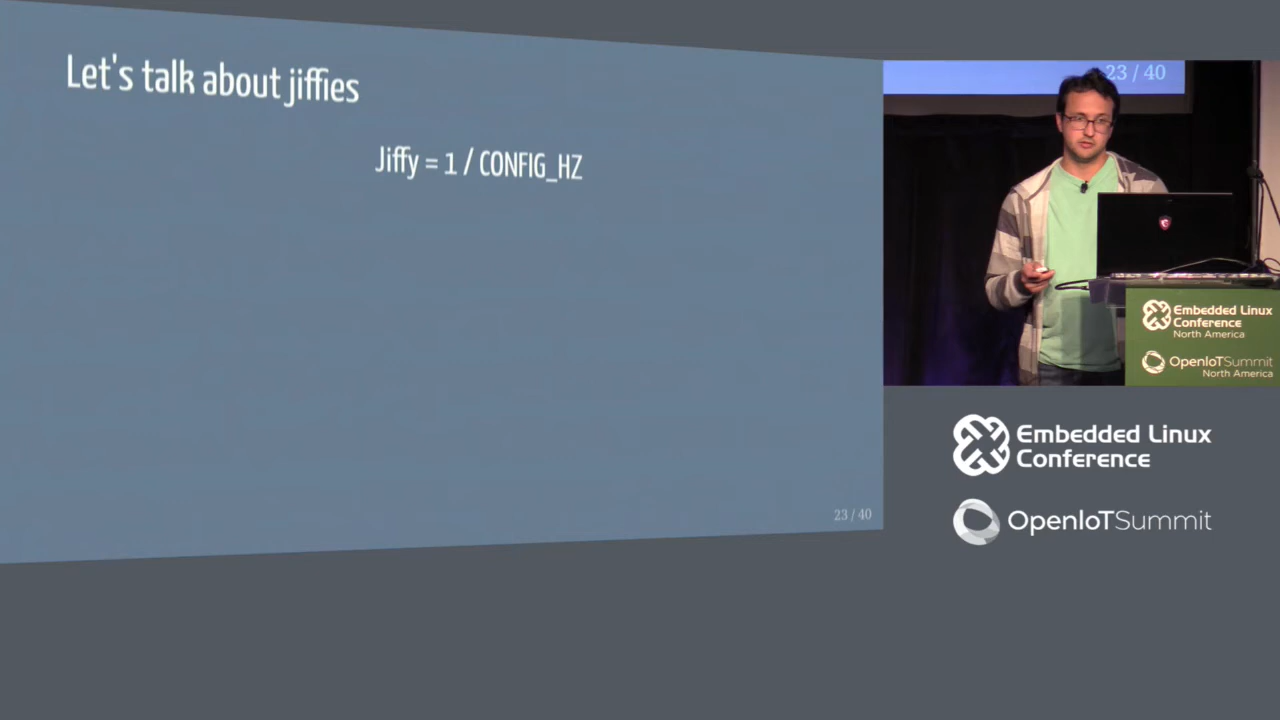 Let's talk about jiffies
Jiffy = 1 / CONFIG_HZ
23 / 40
23 / 40
Embedded Linux
Conference
North America
OpenIoTSummit
North America
Embedded Linux
Conference
OpenIoTSummit